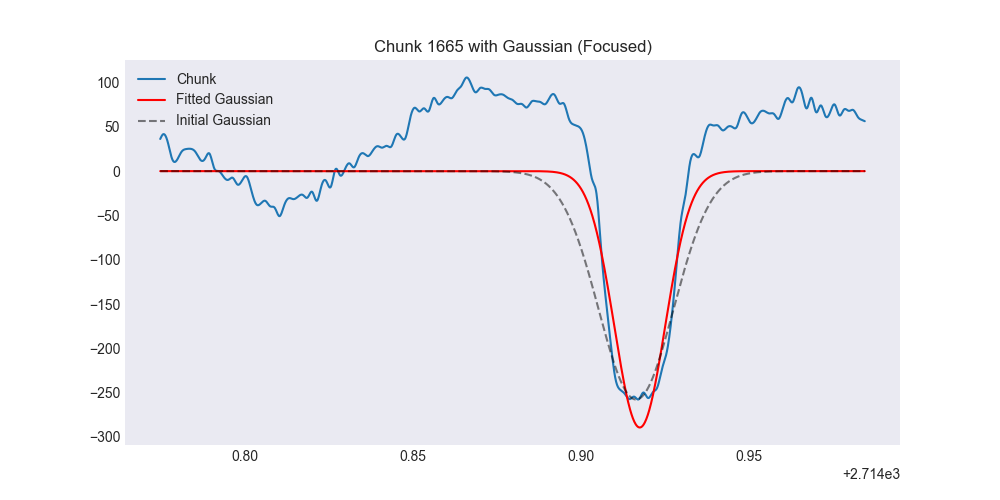 Chunk 1665 with Gaussian (Focused)
Chunk
Fitted Gaussian
Initial Gaussian
100
50
0
−50
−100
−150
−200
−250
−300
0.80 0.85 0.90 0.95
+2.714e3